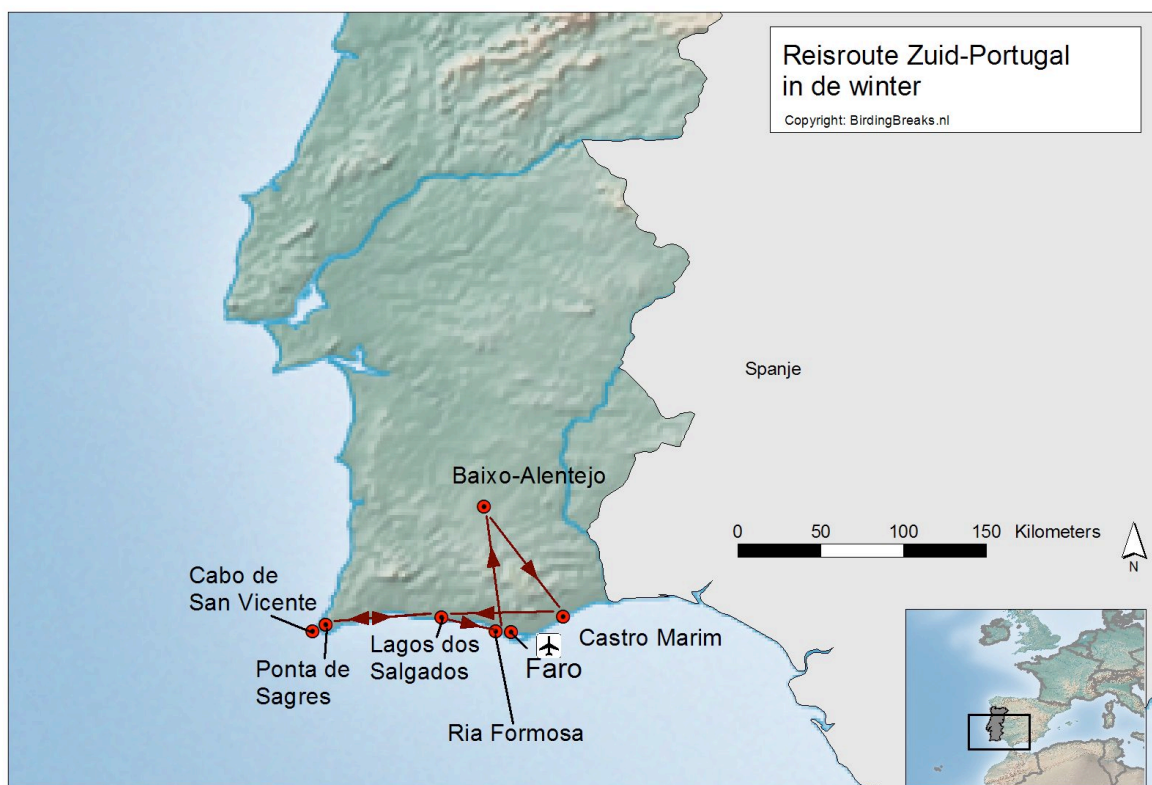 Reisroute Zuid-Portugal
in de winter
Copyright: BirdingBreaks.nl
Spanje
Baixo-Alentejo
0 50 100 150 Kilometers
N
Cabo de
San Vicente
Ponta de
Sagres
Lagos dos
Salgados
Faro
Castro Marim
Ria Formosa